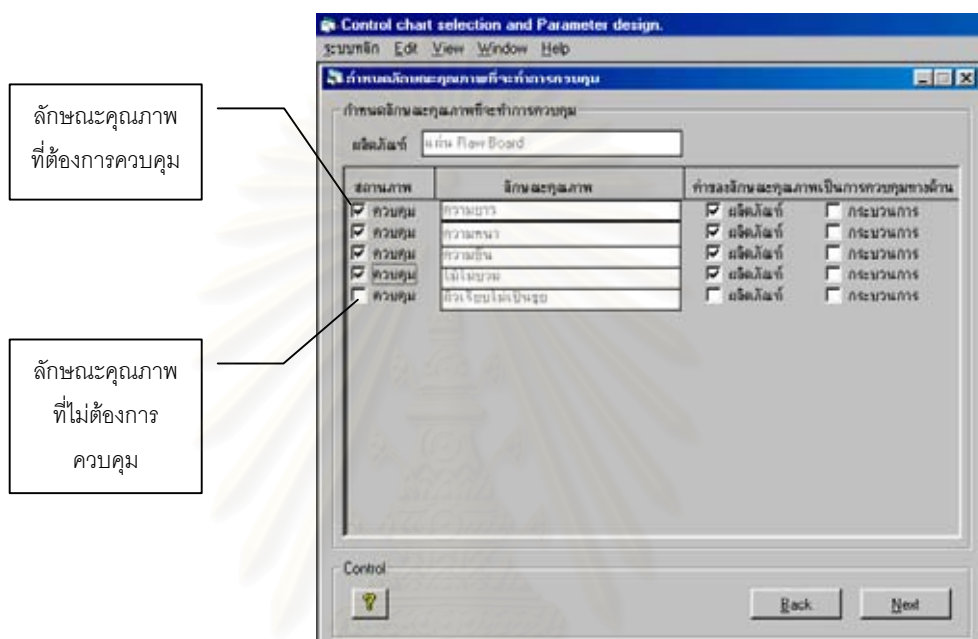 Control chart selection and Parameter design.
ระบบหลัก Edit View Window Help
กำหนดลักษณะคุณภาพที่จะทำการควบคุม
กำหนดลักษณะคุณภาพที่จะทำการควบคุม
ผลิตภัณฑ์ แผ่น Flaw Board
สถานภาพ ลักษณะคุณภาพ ค่าของลักษณะคุณภาพเป็นการควบคุมทางด้าน
ควบคุม ความยาว ผลิตภัณฑ์ กระบวนการ
ควบคุม ความหนา ผลิตภัณฑ์ กระบวนการ
ควบคุม ความชื้น ผลิตภัณฑ์ กระบวนการ
ควบคุม ไม้ไม่บวม ผลิตภัณฑ์ กระบวนการ
ควบคุม ผิวเรียบไม่เป็นขุย ผลิตภัณฑ์ กระบวนการ
Control
Back Next
ลักษณะคุณภาพ
ที่ต้องการควบคุม
ลักษณะคุณภาพ
ที่ไม่ต้องการ
ควบคุม